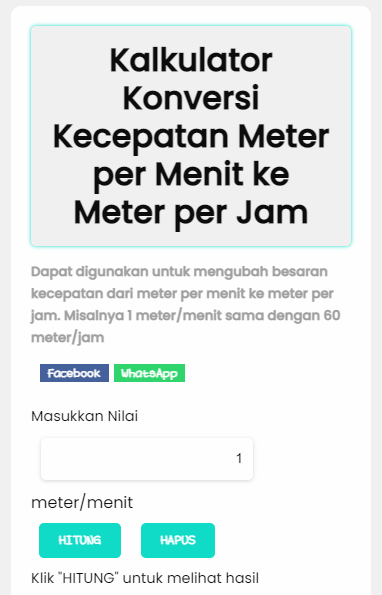 Kalkulator
Konversi
Kecepatan Meter
per Menit ke
Meter per Jam
Dapat digunakan untuk mengubah besaran
kecepatan dari meter per menit ke meter per
jam. Misalnya 1 meter/menit sama dengan 60
meter/jam
Facebook WhatsApp
Masukkan Nilai
1
meter/menit
HITUNG HAPUS
Klik "HITUNG" untuk melihat hasil